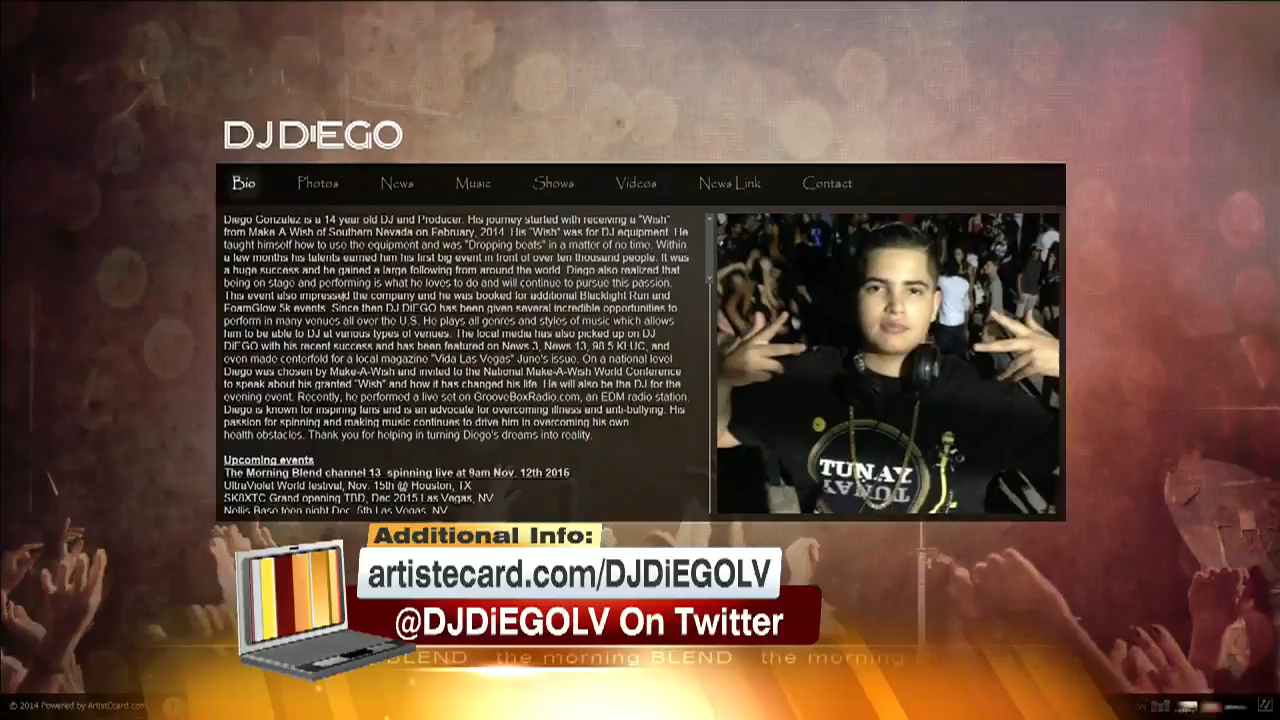 DJ DiEGO
Bio Photos News Music Shows Videos News Link Contact
Diego Gonzalez is a 14 year old DJ and Producer. His journey started with receiving a "Wish"
from Make A Wish of Southern Nevada on February, 2014. His "Wish" was for DJ equipment. He
taught himself how to use the equipment and was "Dropping beats" in a matter of no time. Within
a few months his talents earned him his first big event in front of over ten thousand people. It was
a huge success and he gained a large following from around the world. Diego also realized that
being on stage and performing is what he loves to do and will continue to pursue this passion.
This event also impressed the company and he was booked for additional Blacklight Run and
FoamGlow 5k events. Since then DJ DiEGO has been given several incredible opportunities to
perform in many venues all over the U.S. He plays all genres and styles of music which allows
him to be able to DJ at various types of venues. The local media has also picked up on DJ
DIEGO with his recent success and has been featured on News 3, News 13, 98.5 KLUC, and
even made centerfold for a local magazine "Vida Las Vegas" June's issue. On a national level
Diego was chosen by Make-A-Wish and invited to the National Make-A-Wish World Conference
to speak about his granted "Wish" and how it has changed his life. He will also be the DJ for the
evening event. Recently, he performed a live set on GrooveBoxRadio.com, an EDM radio station.
Diego is known for inspiring fans and is an advocate for overcoming illness and anti-bullying. His
passion for spinning and making music continues to drive him in overcoming his own
health obstacles. Thank you for helping in turning Diego's dreams into reality.
Upcoming events
The Morning Blend channel 13 spinning live at 9am Nov. 12th 2015
UltraViolet World festival, Nov. 15th @ Houston, TX
SK8XTC Grand opening TBD, Dec 2015 Las Vegas, NV
Nellis Base teen night Dec. 5th Las Vegas, NV
TUNAY
TUNAY
Additional Info:
artistecard.com/DJDiEGOLV
@DJDiEGOLV On Twitter
BLEND the morning BLEND the morning B
© 2014 Powered by ArtistEcard.com